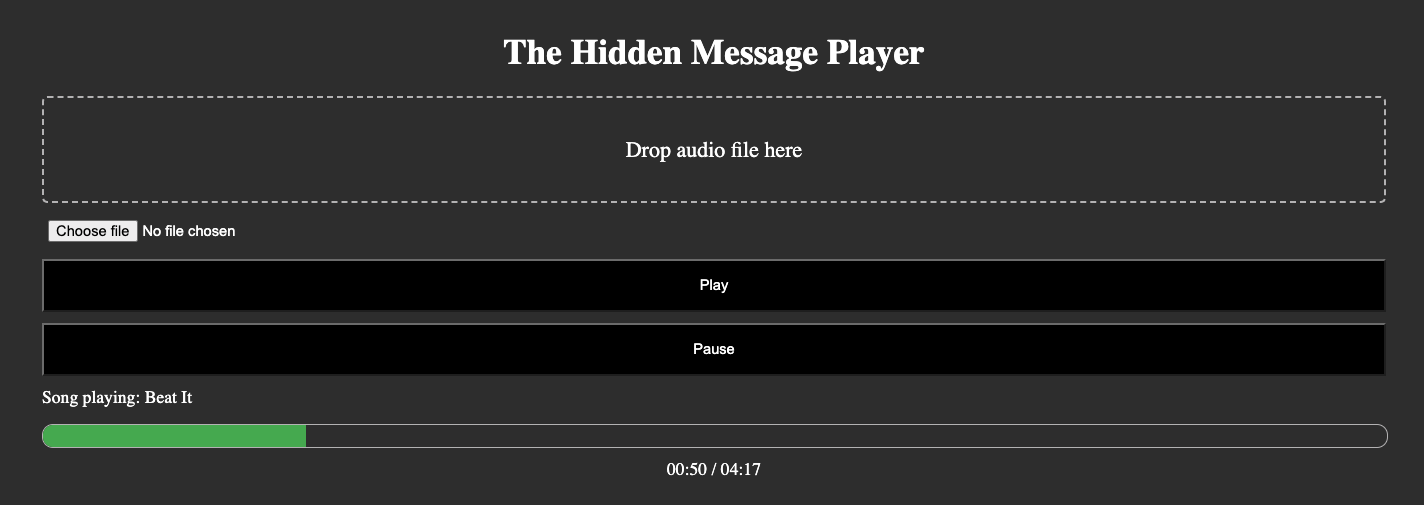 The Hidden Message Player
Drop audio file here
Choose file No file chosen
Play
Pause
Song playing: Beat It
00:50 / 04:17